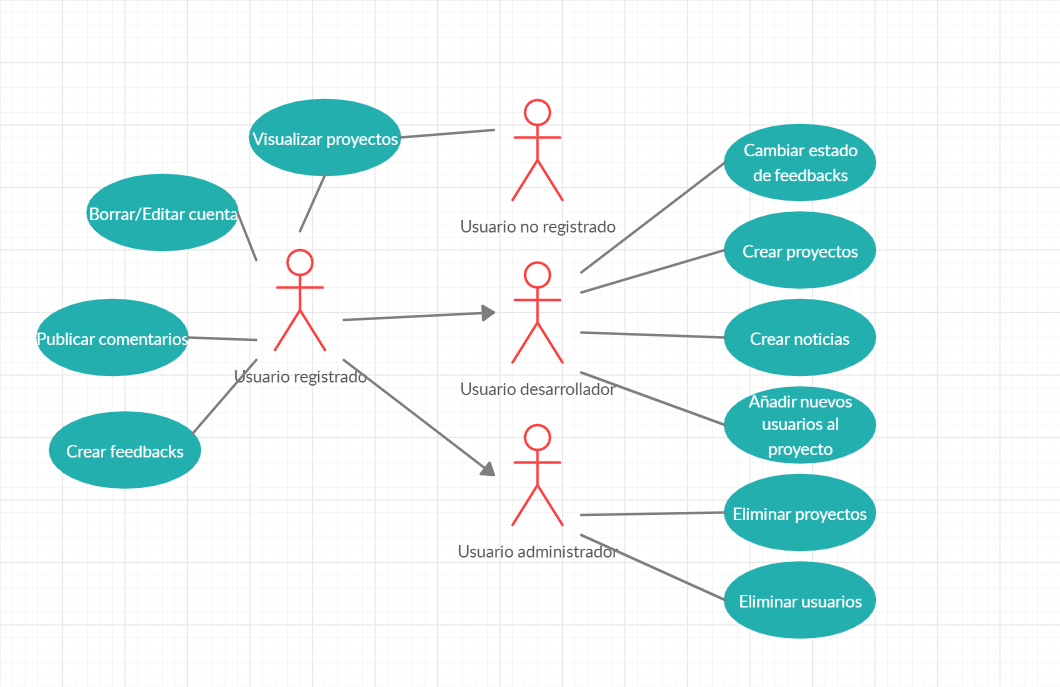 Visualizar proyectos
Borrar/Editar cuenta
Publicar comentarios
Usuario registrado
Crear feedbacks
Usuario no registrado
Usuario desarrollador
Usuario administrador
Cambiar estado
de feedbacks
Crear proyectos
Crear noticias
Añadir nuevos
usuarios al
proyecto
Eliminar proyectos
Eliminar usuarios